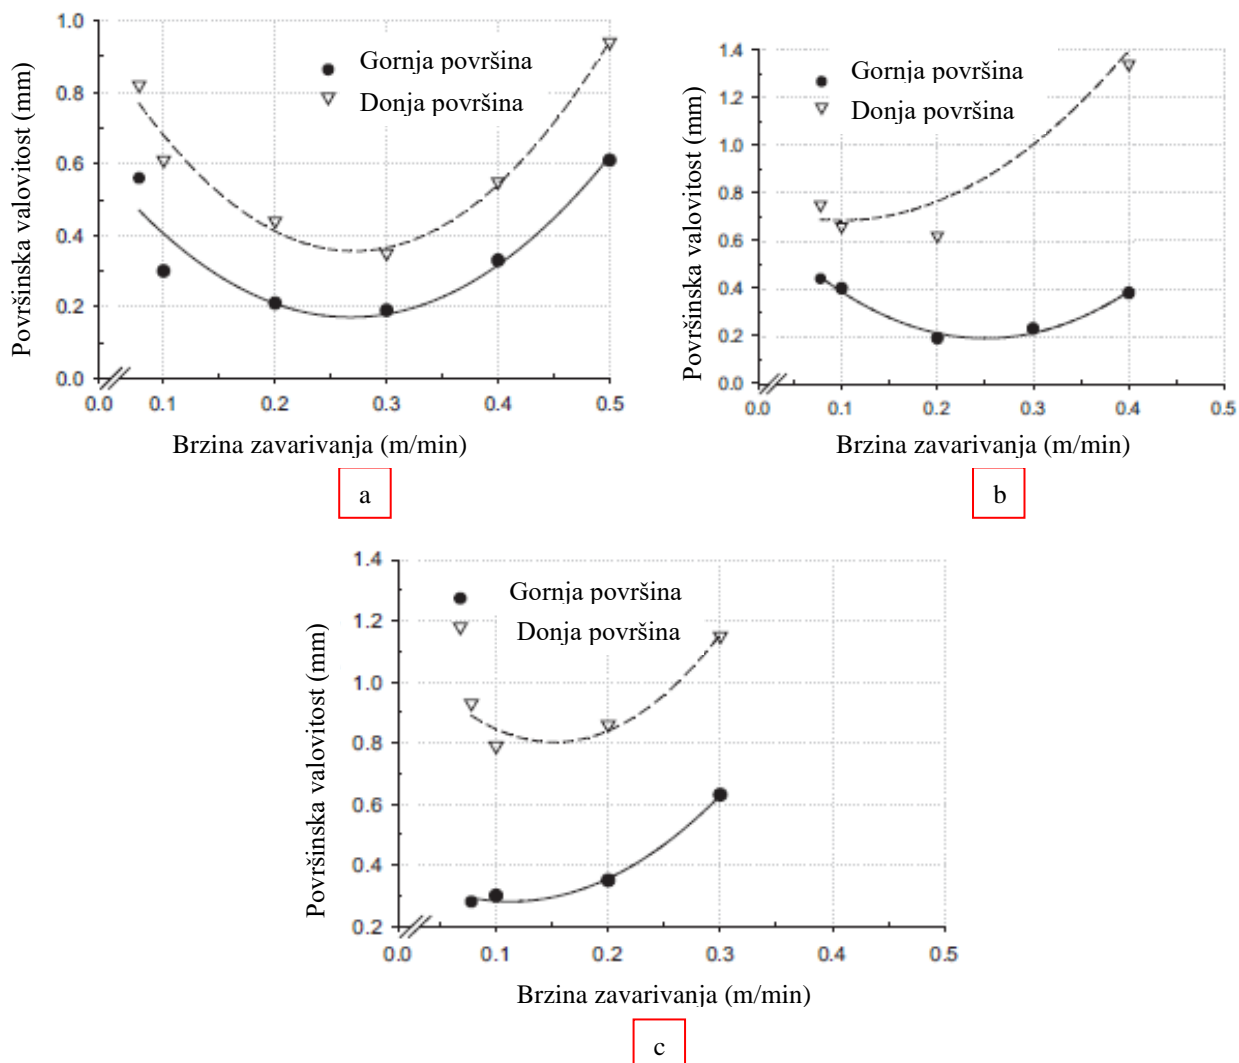 Površinska valovitost (mm)
1.0
0.8
0.6
0.4
0.2
0.0
Gornja površina
Donja površina
0.0 0.1 0.2 0.3 0.4 0.5
Brzina zavarivanja (m/min)
a
Površinska valovitost (mm)
1.4
1.2
1.0
0.8
0.6
0.4
0.2
0.0
Gornja površina
Donja površina
0.0 0.1 0.2 0.3 0.4 0.5
Brzina zavarivanja (m/min)
b
Površinska valovitost (mm)
1.4
1.2
1.0
0.8
0.6
0.4
0.2
Gornja površina
Donja površina
0.0 0.1 0.2 0.3 0.4 0.5
Brzina zavarivanja (m/min)
c